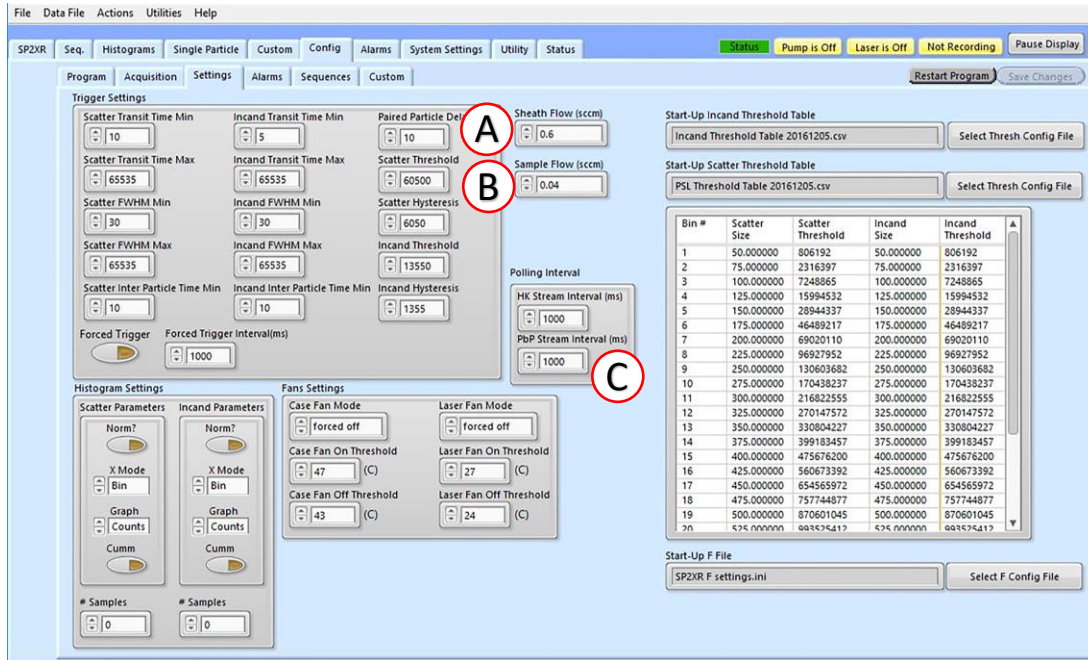 File Data File Actions Utilities Help
SP2XR Seq. Histograms Single Particle Custom Config Alarms System Settings Utility Status
Status Pump is Off Laser is Off Not Recording Pause Display
Program Acquisition Settings Alarms Sequences Custom
Restart Program Save Changes
Trigger Settings
Scatter Transit Time Min Incand Transit Time Min Paired Particle Del
10 5 10
Scatter Transit Time Max Incand Transit Time Max Scatter Threshold
65535 65535 60500
Scatter FWHM Min Incand FWHM Min Scatter Hysteresis
30 30 6050
Scatter FWHM Max Incand FWHM Max Incand Threshold
65535 65535 13550
Scatter Inter Particle Time Min Incand Inter Particle Time Min Incand Hysteresis
10 10 1355
Forced Trigger Forced Trigger Interval(ms)
1000
A
Sheath Flow (sccm)
0.6
B
Sample Flow (sccm)
0.04
Polling Interval
HK Stream Interval (ms)
1000
PbP Stream Interval (ms)
1000
C
Histogram Settings
Scatter Parameters Incand Parameters
Norm? Norm?
X Mode X Mode
Bin Bin
Graph Graph
Counts Counts
Cumm Cumm
# Samples # Samples
0 0
Fans Settings
Case Fan Mode Laser Fan Mode
forced off forced off
Case Fan On Threshold Laser Fan On Threshold
47 (C) 27 (C)
Case Fan Off Threshold Laser Fan Off Threshold
43 (C) 24 (C)
Start-Up Incand Threshold Table
Incand Threshold Table 20161205.csv Select Thresh Config File
Start-Up Scatter Threshold Table
PSL Threshold Table 20161205.csv Select Thresh Config File
Bin # Scatter Scatter Incand Incand
Size Threshold Size Threshold
1 50.000000 806192 50.000000 806192
2 75.000000 2316397 75.000000 2316397
3 100.000000 7248865 100.000000 7248865
4 125.000000 15994532 125.000000 15994532
5 150.000000 28944337 150.000000 28944337
6 175.000000 46489217 175.000000 46489217
7 200.000000 69020110 200.000000 69020110
8 225.000000 96927952 225.000000 96927952
9 250.000000 130603682 250.000000 130603682
10 275.000000 170438237 275.000000 170438237
11 300.000000 216822555 300.000000 216822555
12 325.000000 270147572 325.000000 270147572
13 350.000000 330804227 350.000000 330804227
14 375.000000 399183457 375.000000 399183457
15 400.000000 475676200 400.000000 475676200
16 425.000000 560673392 425.000000 560673392
17 450.000000 654565972 450.000000 654565972
18 475.000000 757744877 475.000000 757744877
19 500.000000 870601045 500.000000 870601045
20 525.000000 993525412 525.000000 993525412
Start-Up F File
SP2XR F settings.ini Select F Config File